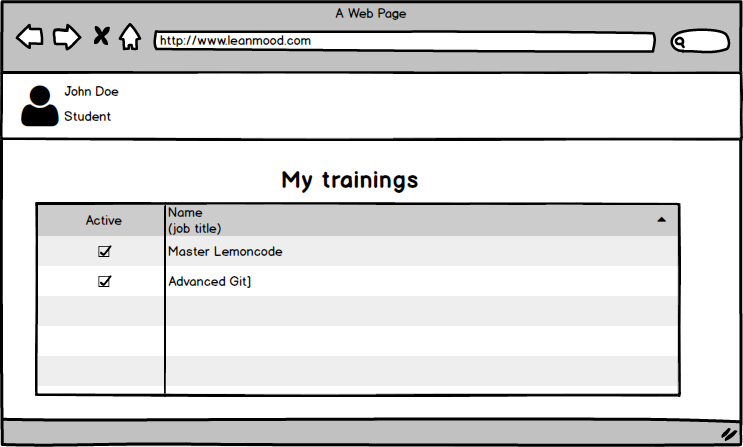 A Web Page
http://www.leanmood.com
John Doe
Student
My trainings
Active
Name
(job title)
Master Lemoncode
Advanced Git]